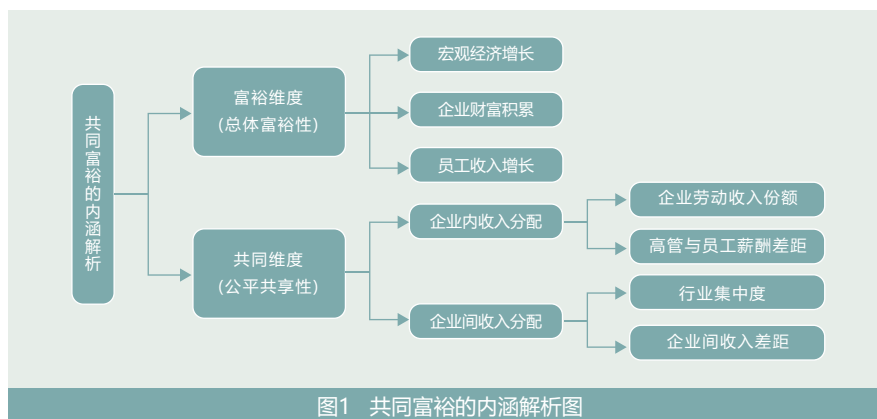 共同富裕的内涵解析
富裕维度
(总体富裕性)
宏观经济增长
企业财富积累
员工收入增长
共同维度
(公平共享性)
企业内收入分配
企业劳动收入份额
高管与员工薪酬差距
企业间收入分配
行业集中度
企业间收入差距
图1 共同富裕的内涵解析图